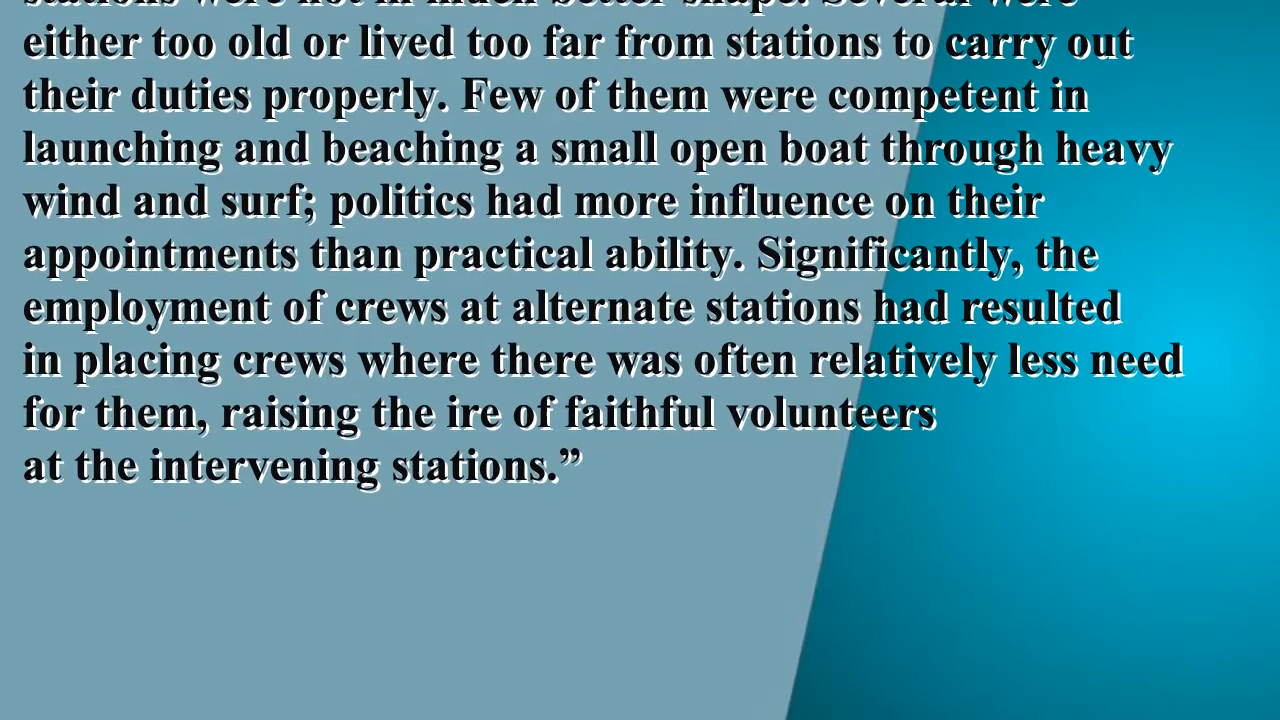 stations were not in much better shape. Several were
either too old or lived too far from stations to carry out
their duties properly. Few of them were competent in
launching and beaching a small open boat through heavy
wind and surf; politics had more influence on their
appointments than practical ability. Significantly, the
employment of crews at alternate stations had resulted
in placing crews where there was often relatively less need
for them, raising the ire of faithful volunteers
at the intervening stations.”